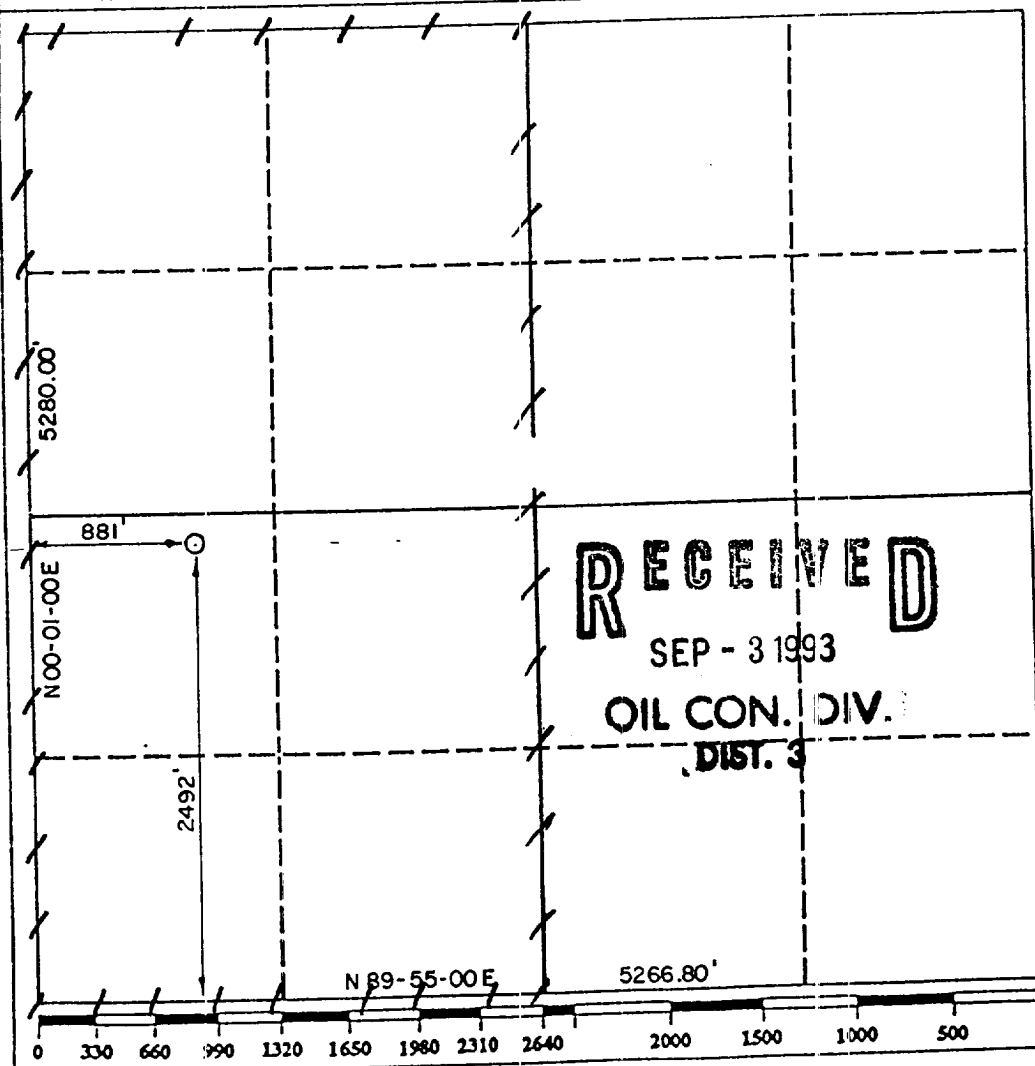 5280.00'
881'
N00-01-00E
RECEIVED
SEP - 3 1993
OIL CON. DIV.
DIST. 3
2492'
N 89-55-00 E 5266.80'
0 330 660 990 1320 1650 1980 2310 2640 2000 1500 1000 500